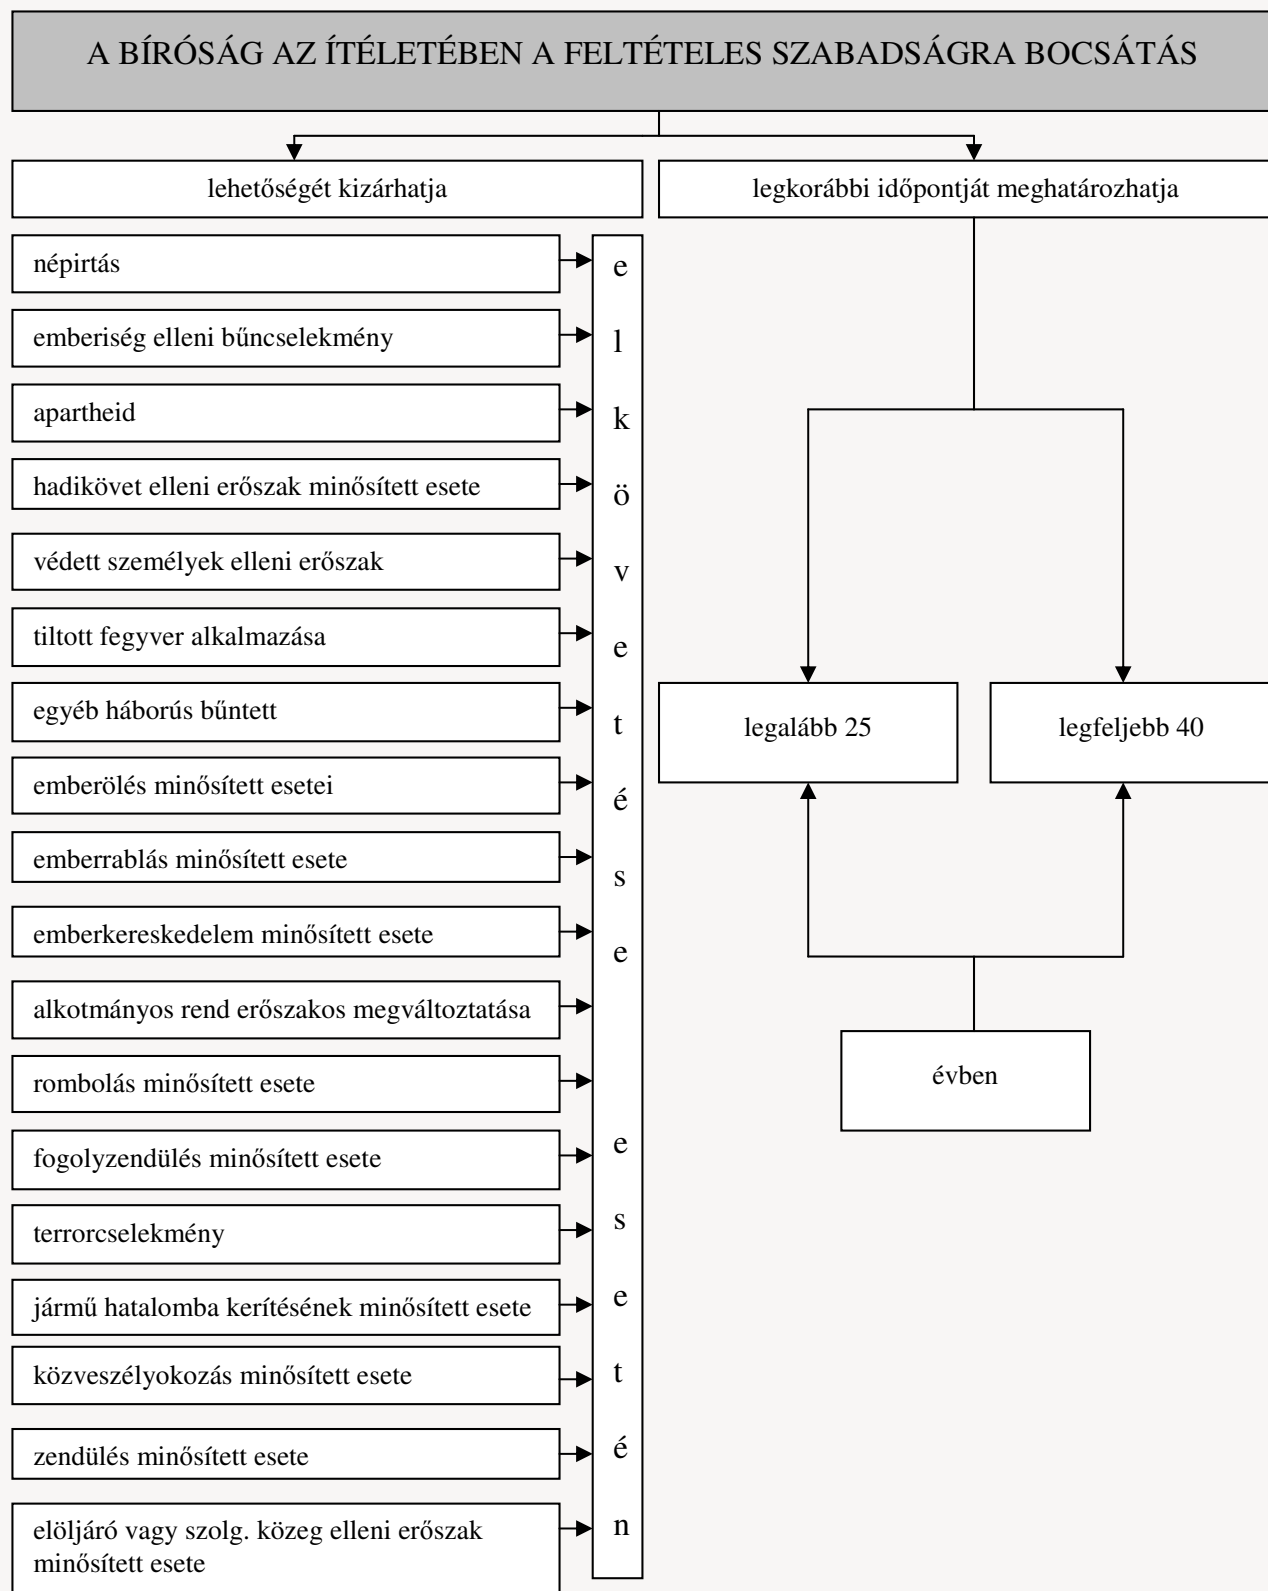 A BÍRÓSÁG AZ ÍTÉLETÉBEN A FELTÉTELES SZABADSÁGRA BOCSÁTÁS
lehetőségét kizárhatja
legkorábbi időpontját meghatározhatja
népirtás
emberiség elleni bűncselekmény
apartheid
hadikövet elleni erőszak minősített esete
védett személyek elleni erőszak
tiltott fegyver alkalmazása
egyéb háborús bűntett
emberölés minősített esetei
emberrablás minősített esete
emberkereskedelem minősített esete
alkotmányos rend erőszakos megváltoztatása
rombolás minősített esete
fogolyzendülés minősített esete
terrorcselekmény
jármű hatalomba kerítésének minősített esete
közveszélyokozás minősített esete
zendülés minősített esete
elöljáró vagy szolg. közeg elleni erőszak
minősített esete
e
l
k
ö
v
e
t
é
s
e
e
s
e
t
é
n
legalább 25
legfeljebb 40
évben